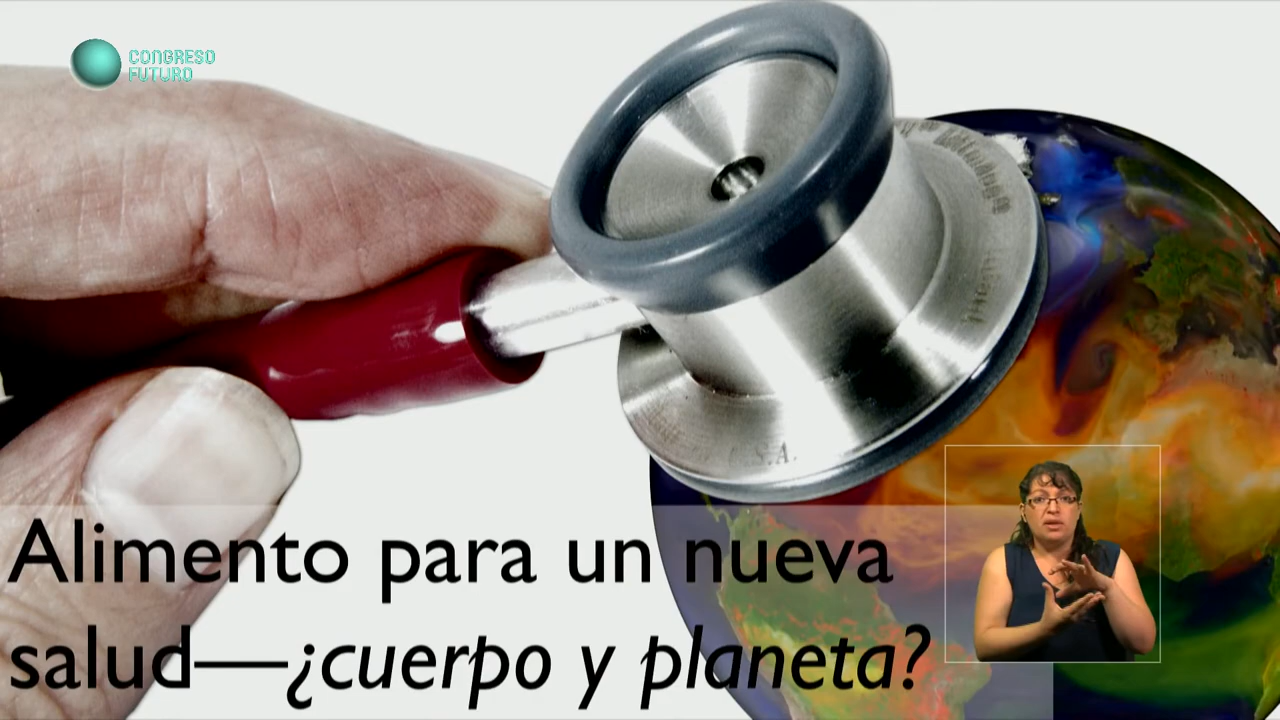 CONGRESO
FUTURO
U.S.A.
Alimento para un nueva
salud—¿cuerpo y planeta?